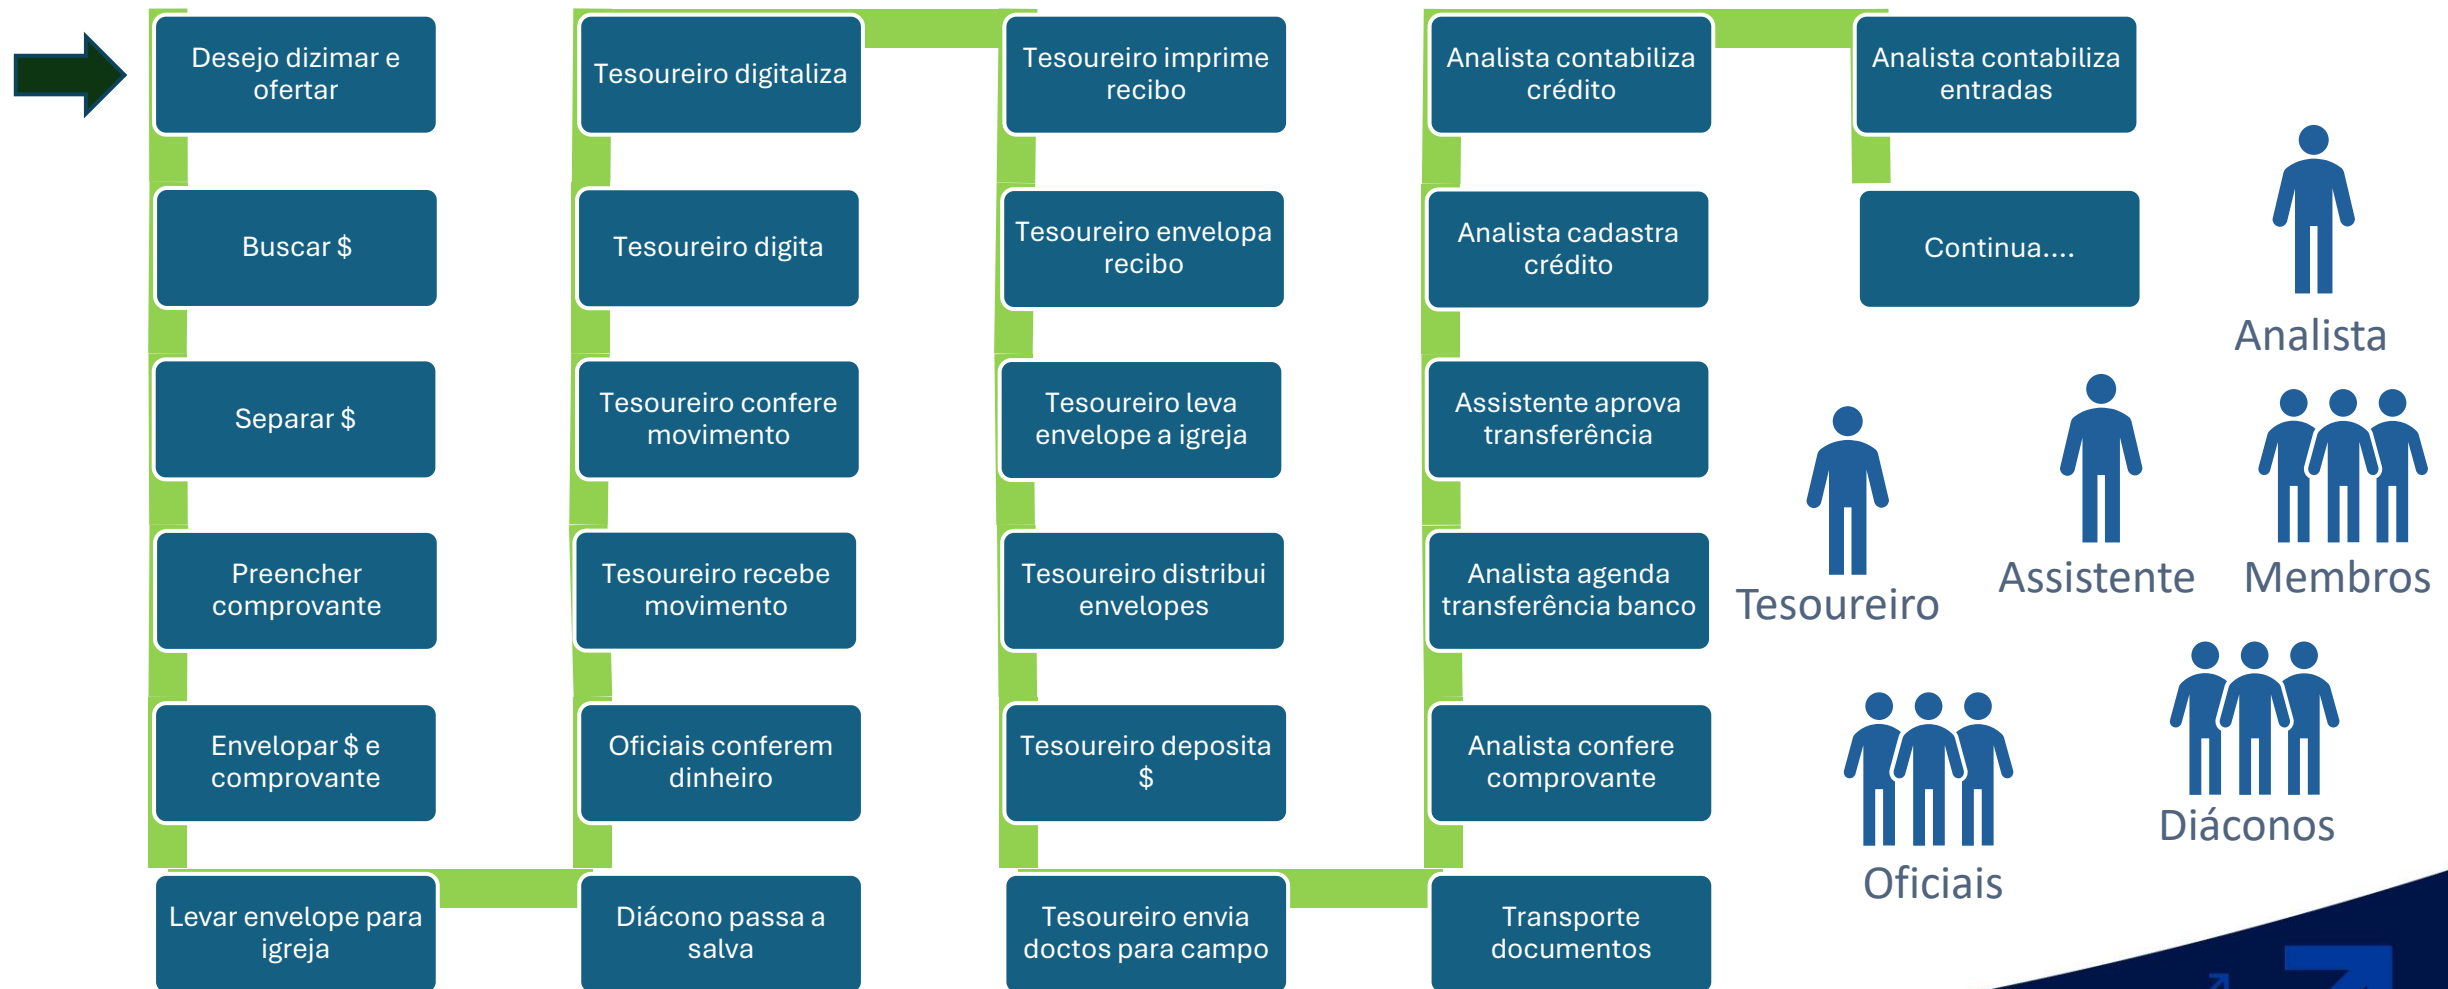 Desejo dizimar e
ofertar
Buscar $
Separar $
Preencher
comprovante
Envelopar $ e
comprovante
Levar envelope para
igreja
Diácono passa a
salva
Oficiais conferem
dinheiro
Tesoureiro recebe
movimento
Tesoureiro confere
movimento
Tesoureiro digita
Tesoureiro digitaliza
Tesoureiro imprime
recibo
Tesoureiro envelopa
recibo
Tesoureiro leva
envelope a igreja
Tesoureiro distribui
envelopes
Tesoureiro deposita
$
Tesoureiro envia
doctos para campo
Transporte
documentos
Analista confere
comprovante
Analista agenda
transferência banco
Assistente aprova
transferência
Analista cadastra
crédito
Analista contabiliza
crédito
Analista contabiliza
entradas
Continua....
Analista
Tesoureiro
Assistente
Membros
Oficiais
Diáconos